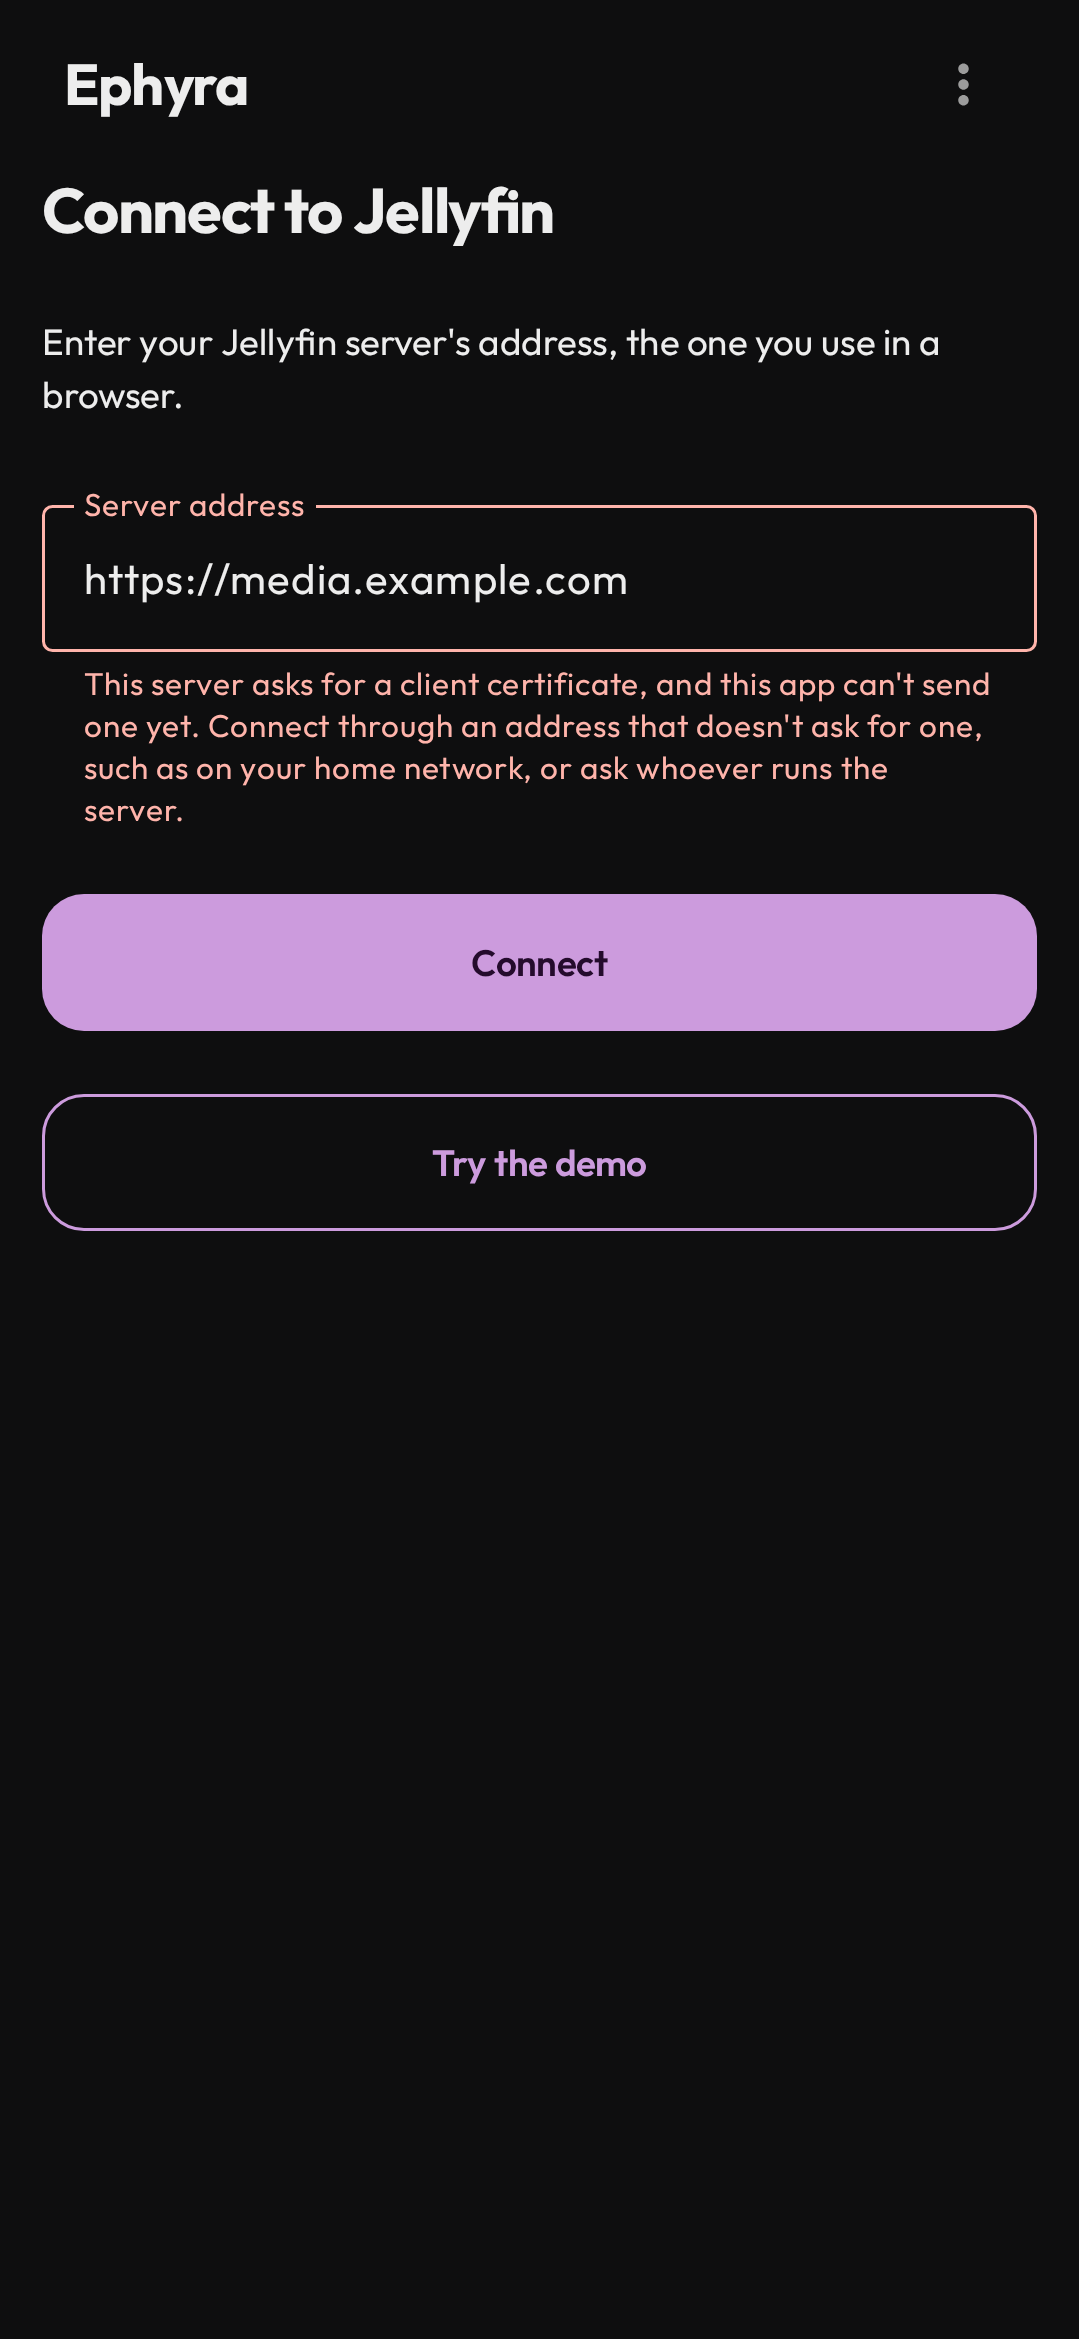 Ephyra
Connect to Jellyfin
Enter your Jellyfin server's address, the one you use in a
browser.
Server address
https://media.example.com
This server asks for a client certificate, and this app can't send
one yet. Connect through an address that doesn't ask for one,
such as on your home network, or ask whoever runs the
server.
Connect
Try the demo